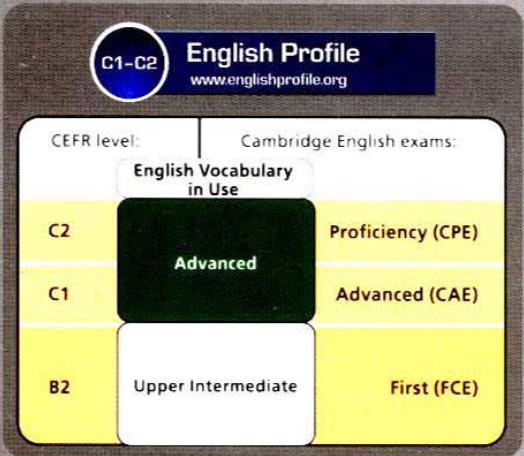 C1-C2
English Profile
www.englishprofile.org
CEFR level:
Cambridge English exams:
English Vocabulary
in Use
C2
Advanced
Proficiency (CPE)
C1
Advanced (CAE)
B2
Upper Intermediate
First (FCE)